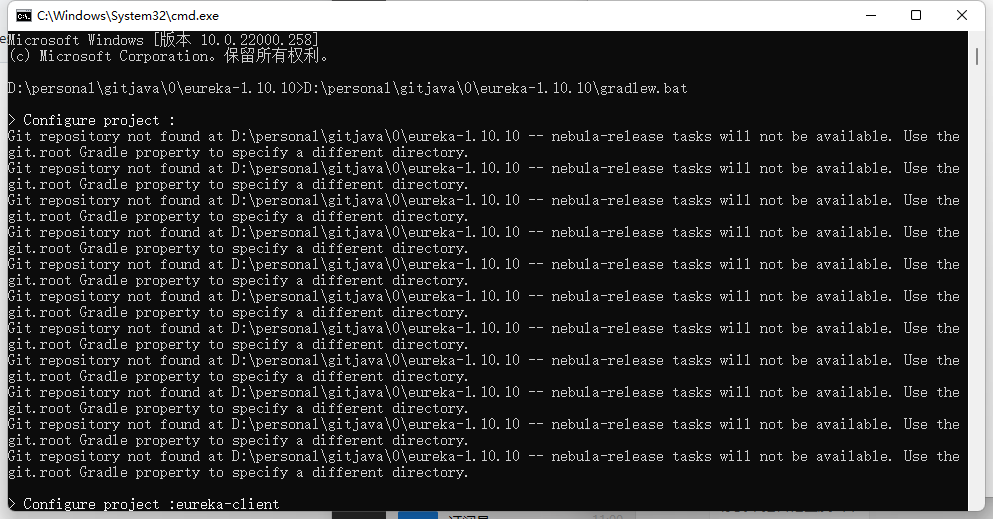 C:\Windows\System32\cmd.exe
Microsoft Windows [版本 10.0.22000.258]
(c) Microsoft Corporation。保留所有权利。
D:\personal\gitjava\0\eureka-1.10.10>D:\personal\gitjava\0\eureka-1.10.10\gradlew.bat
> Configure project :
Git repository not found at D:\personal\gitjava\0\eureka-1.10.10 -- nebula-release tasks will not be available. Use the
git.root Gradle property to specify a different directory.
Git repository not found at D:\personal\gitjava\0\eureka-1.10.10 -- nebula-release tasks will not be available. Use the
git.root Gradle property to specify a different directory.
Git repository not found at D:\personal\gitjava\0\eureka-1.10.10 -- nebula-release tasks will not be available. Use the
git.root Gradle property to specify a different directory.
Git repository not found at D:\personal\gitjava\0\eureka-1.10.10 -- nebula-release tasks will not be available. Use the
git.root Gradle property to specify a different directory.
Git repository not found at D:\personal\gitjava\0\eureka-1.10.10 -- nebula-release tasks will not be available. Use the
git.root Gradle property to specify a different directory.
Git repository not found at D:\personal\gitjava\0\eureka-1.10.10 -- nebula-release tasks will not be available. Use the
git.root Gradle property to specify a different directory.
Git repository not found at D:\personal\gitjava\0\eureka-1.10.10 -- nebula-release tasks will not be available. Use the
git.root Gradle property to specify a different directory.
Git repository not found at D:\personal\gitjava\0\eureka-1.10.10 -- nebula-release tasks will not be available. Use the
git.root Gradle property to specify a different directory.
Git repository not found at D:\personal\gitjava\0\eureka-1.10.10 -- nebula-release tasks will not be available. Use the
git.root Gradle property to specify a different directory.
Git repository not found at D:\personal\gitjava\0\eureka-1.10.10 -- nebula-release tasks will not be available. Use the
git.root Gradle property to specify a different directory.
Git repository not found at D:\personal\gitjava\0\eureka-1.10.10 -- nebula-release tasks will not be available. Use the
git.root Gradle property to specify a different directory.
> Configure project :eureka-client